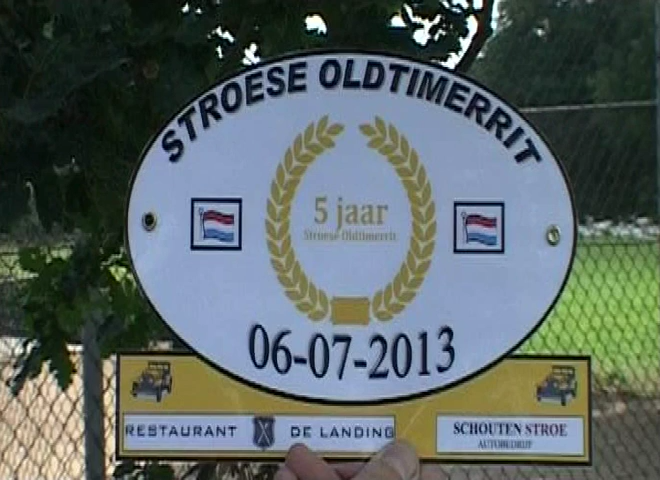 STROESE OLDTIMERRIT
5 jaar
Stroese Oldtimerrit
06-07-2013
RESTAURANT DE LANDING
SCHOUTEN STROE
AUTOBEDRIJF